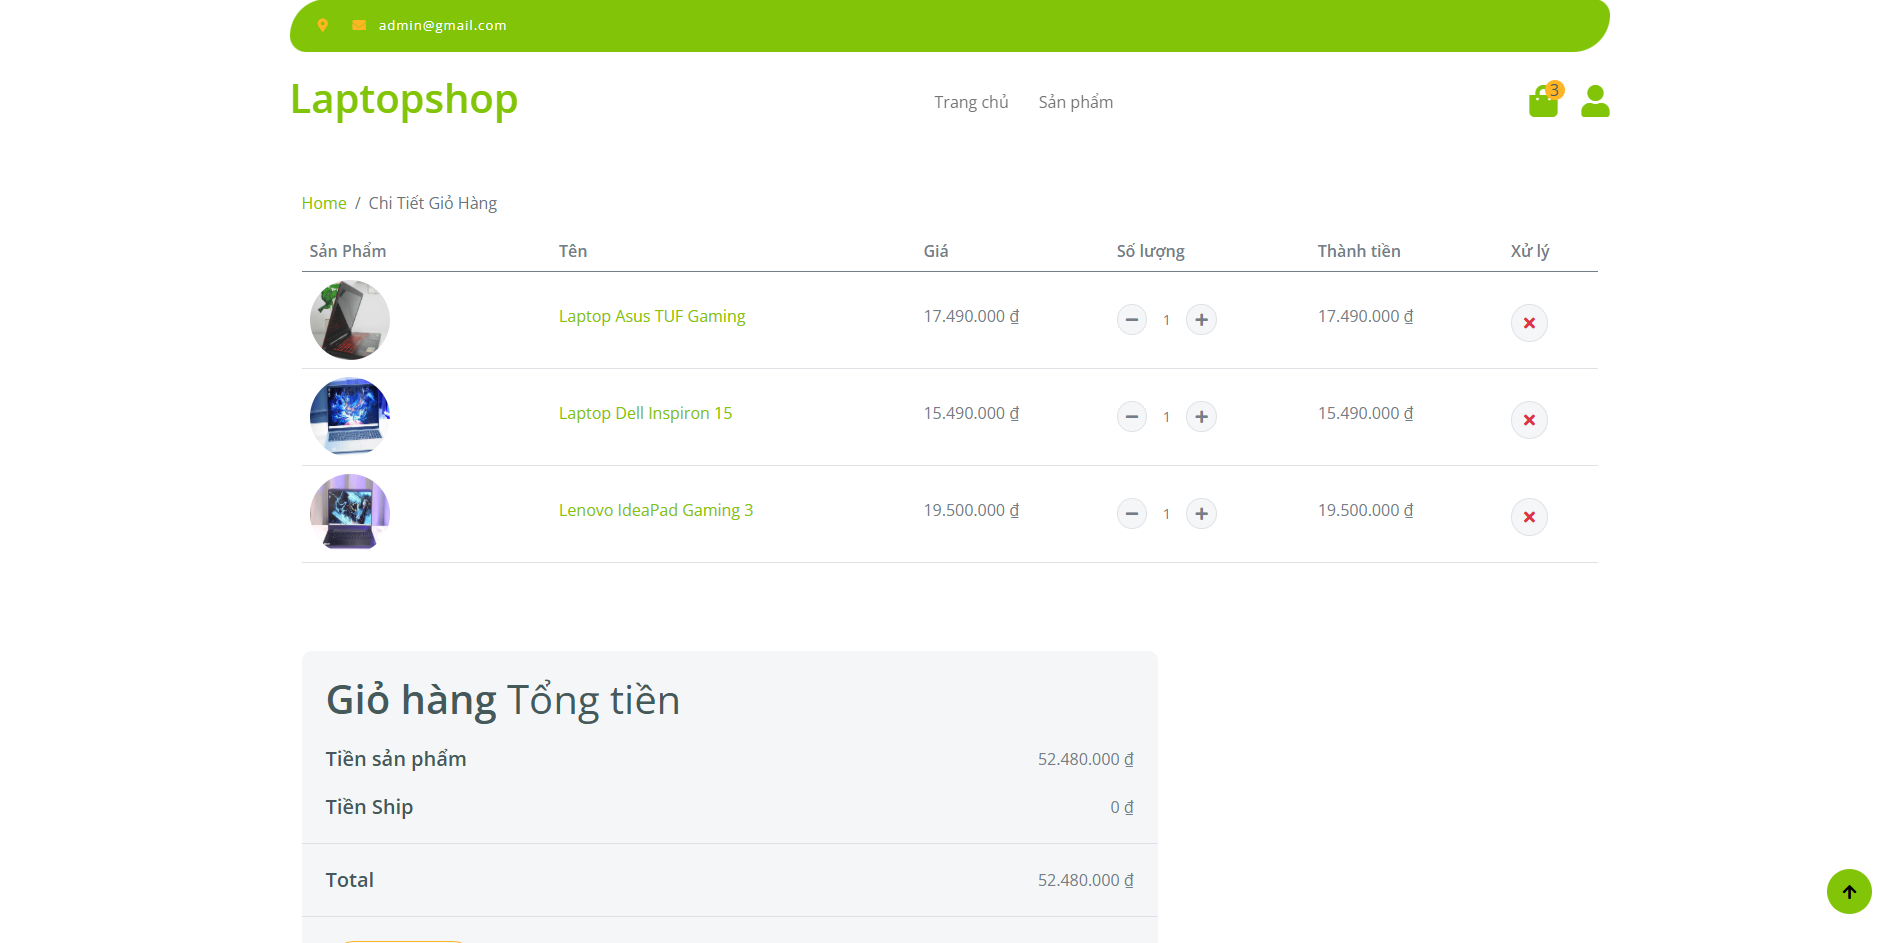 admin@gmail.com
Laptopshop
Trang chủ Sản phẩm
3
Home / Chi Tiết Giỏ Hàng
Sản Phẩm Tên Giá Số lượng Thành tiền Xử lý
Laptop Asus TUF Gaming 17.490.000 ₫ 1 17.490.000 ₫
Laptop Dell Inspiron 15 15.490.000 ₫ 1 15.490.000 ₫
Lenovo IdeaPad Gaming 3 19.500.000 ₫ 1 19.500.000 ₫
Giỏ hàng Tổng tiền
Tiền sản phẩm 52.480.000 ₫
Tiền Ship 0 ₫
Total 52.480.000 ₫